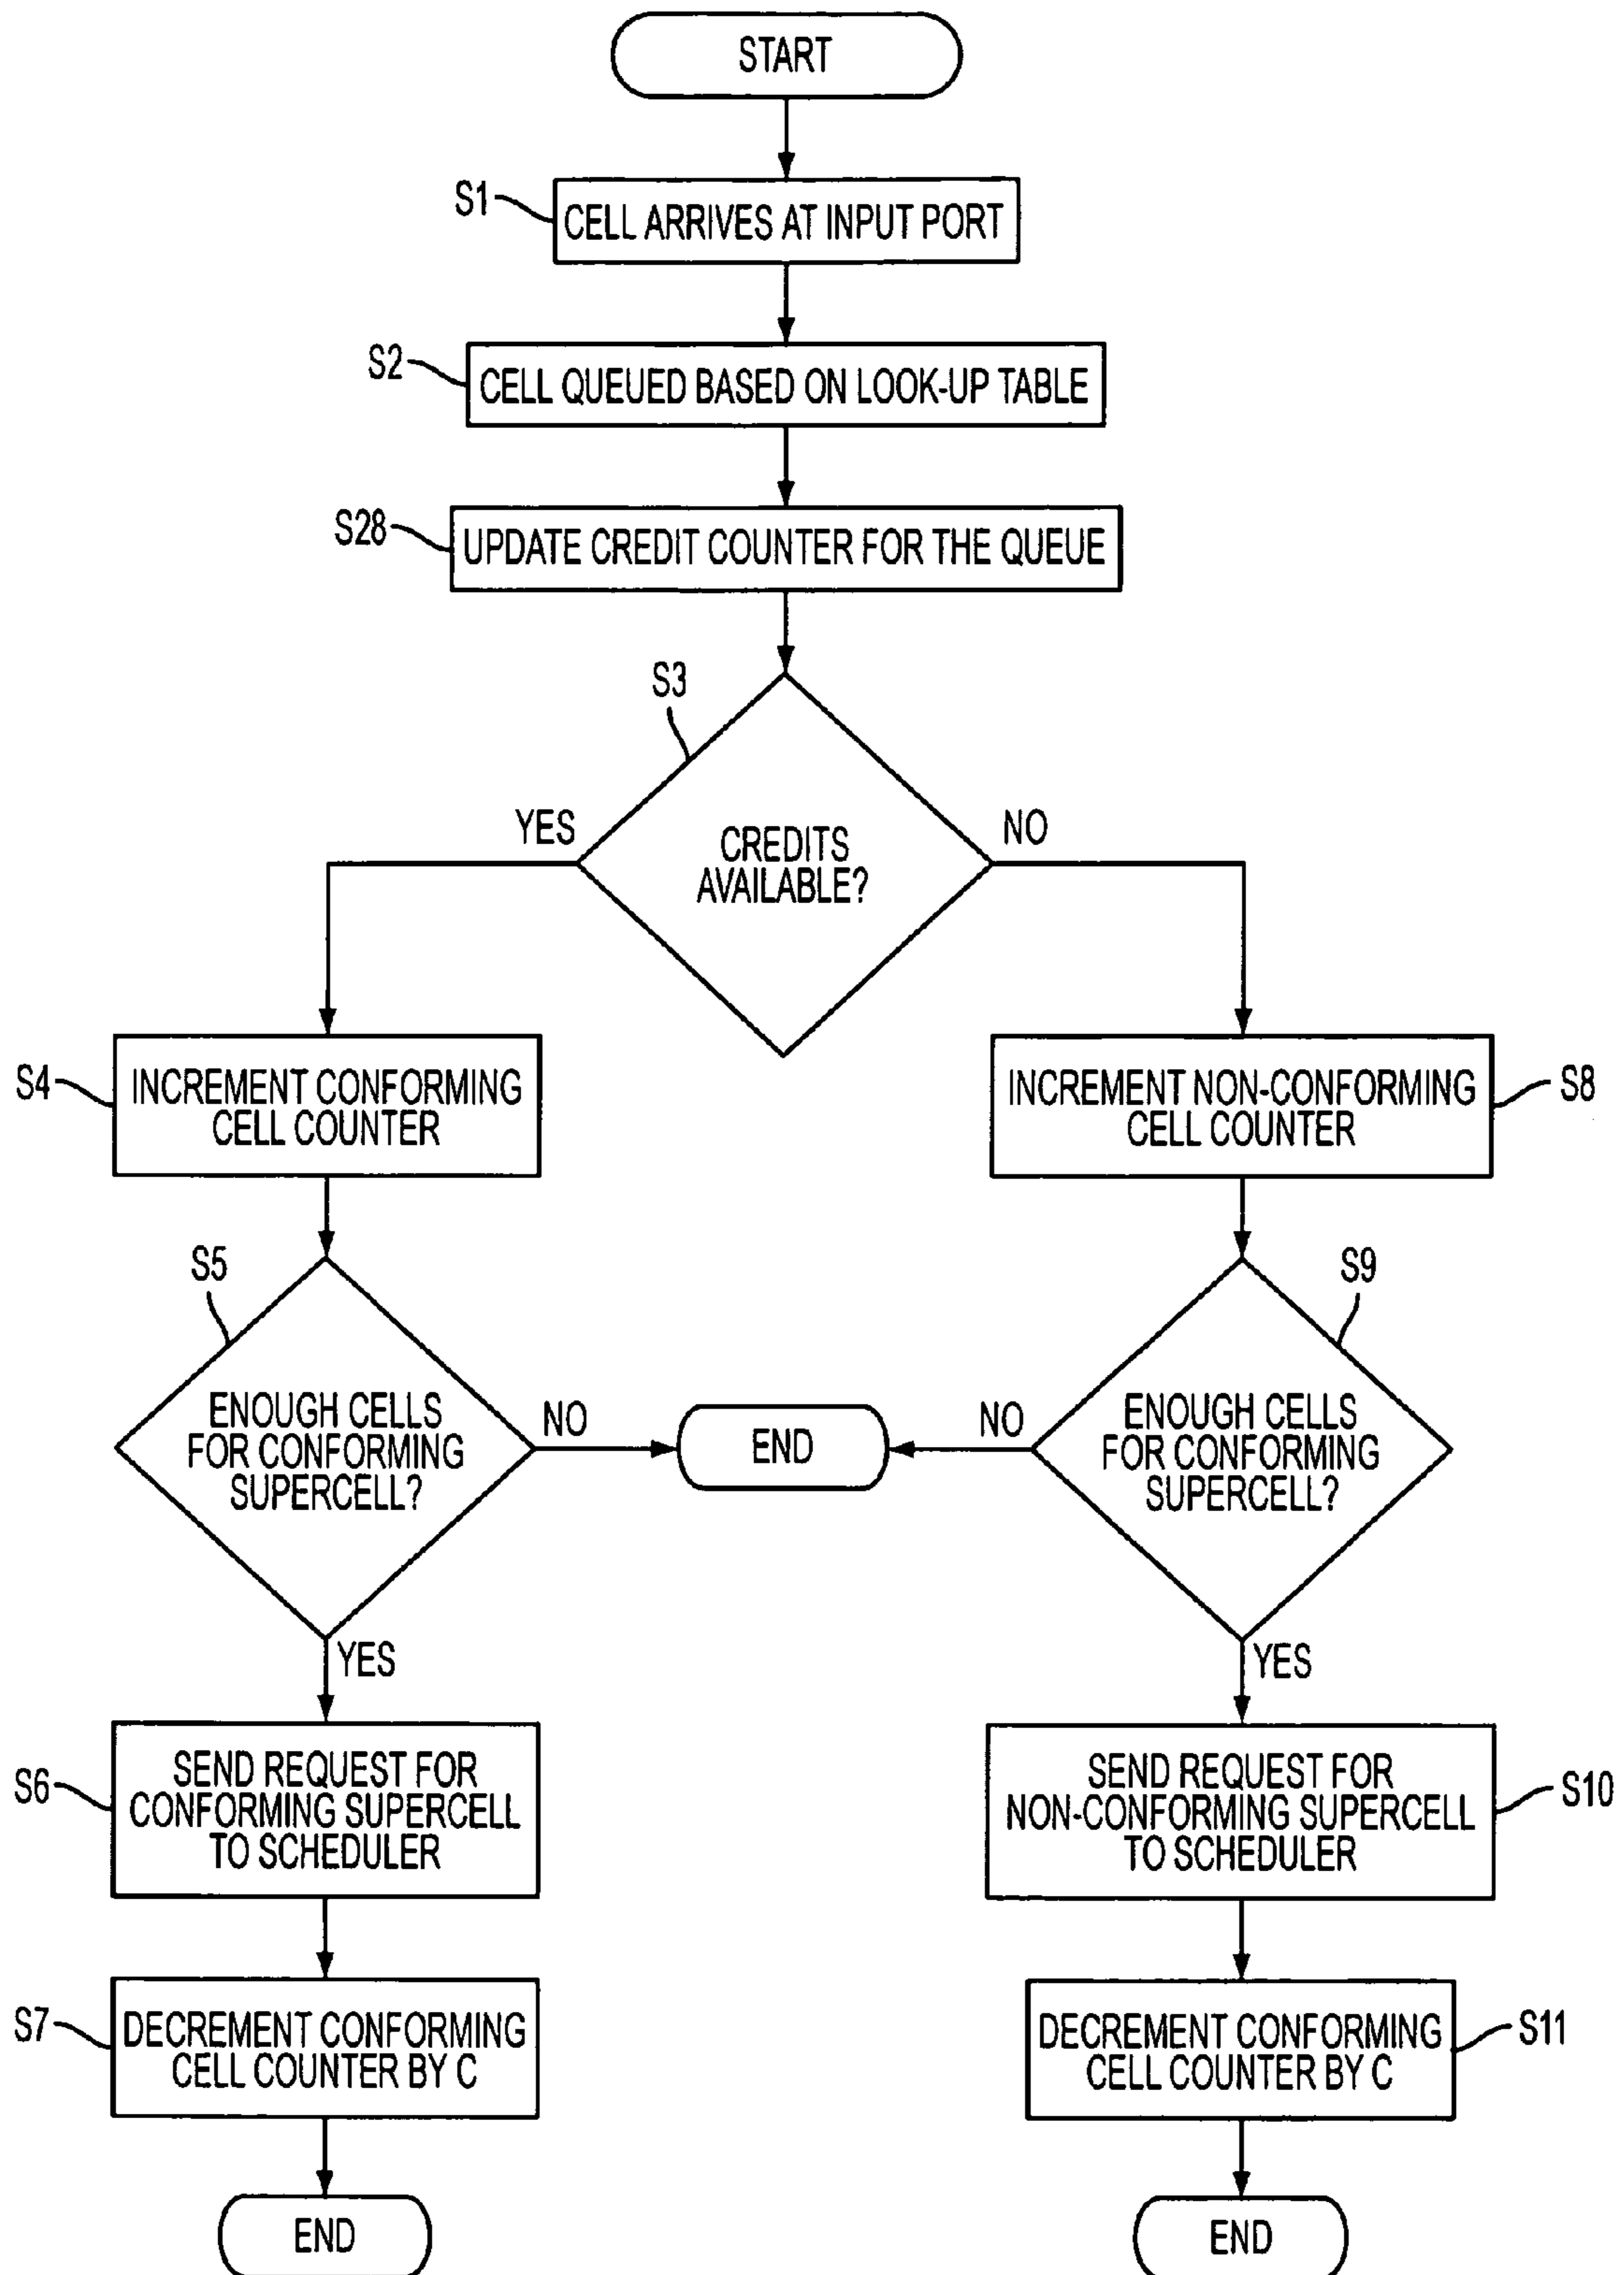 START
S1
CELL ARRIVES AT INPUT PORT
S2
CELL QUEUED BASED ON LOOK-UP TABLE
S28
UPDATE CREDIT COUNTER FOR THE QUEUE
S3
YES
NO
CREDITS
AVAILABLE?
S4
INCREMENT CONFORMING
CELL COUNTER
INCREMENT NON-CONFORMING
CELL COUNTER
S8
S5
ENOUGH CELLS
FOR CONFORMING
SUPERCELL?
NO
END
NO
S9
ENOUGH CELLS
FOR CONFORMING
SUPERCELL?
YES
YES
S6
SEND REQUEST FOR
CONFORMING SUPERCELL
TO SCHEDULER
SEND REQUEST FOR
NON-CONFORMING SUPERCELL
TO SCHEDULER
S10
S7
DECREMENT CONFORMING
CELL COUNTER BY C
DECREMENT CONFORMING
CELL COUNTER BY C
S11
END
END